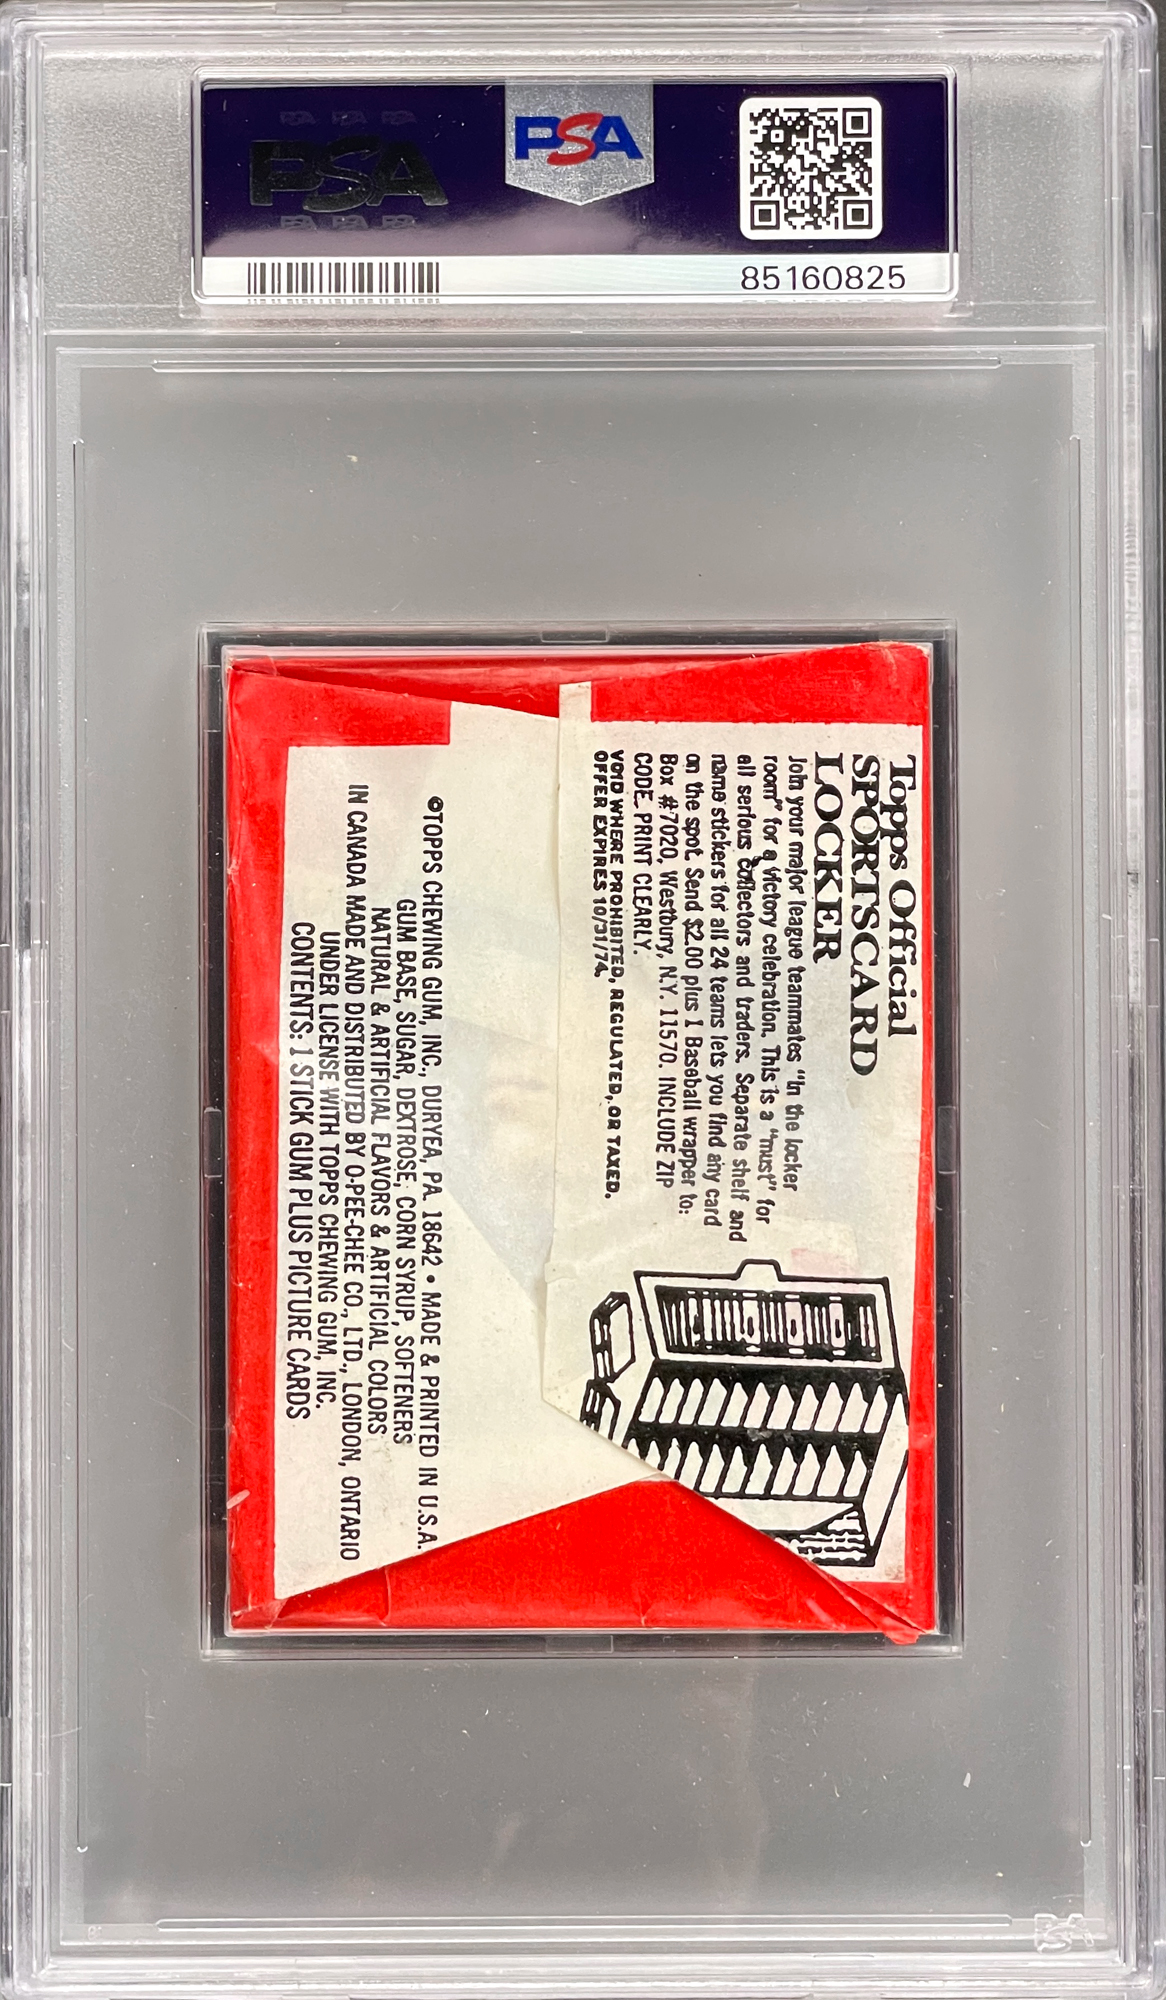 PSA
PSA
85160825
Topps Official
SPORTSCARD
LOCKER
Join your major league teammates "in the locker
room" for a victory celebration. This is a "must" for
all serious collectors and traders. Separate shelf and
name stickers for all 24 teams lets you find any card
on the spot. Send $2.00 plus 1 Baseball wrapper to:
Box #7020, Westbury, N.Y. 11570. INCLUDE ZIP
CODE. PRINT CLEARLY.
VOID WHERE PROHIBITED, REGULATED, OR TAXED.
OFFER EXPIRES 10/31/74.
©TOPPS CHEWING GUM, INC., DURYEA, PA. 18642 • MADE & PRINTED IN U.S.A.
GUM BASE, SUGAR, DEXTROSE, CORN SYRUP, SOFTENERS
NATURAL & ARTIFICIAL FLAVORS & ARTIFICIAL COLORS
IN CANADA MADE AND DISTRIBUTED BY O-PEE-CHEE CO., LTD., LONDON, ONTARIO
UNDER LICENSE WITH TOPPS CHEWING GUM, INC.
CONTENTS: 1 STICK GUM PLUS PICTURE CARDS